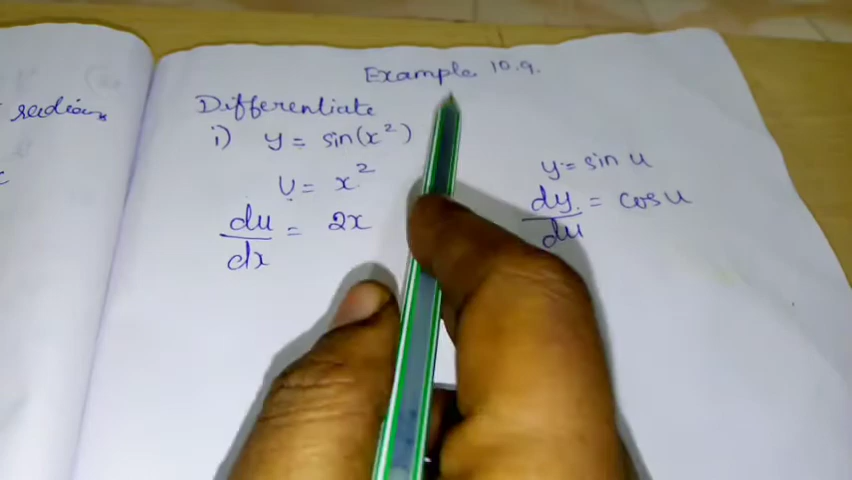 Example 10.9.
Differentiate
i) y = sin(x²)
U = x²
du/dx = 2x
y = sin u
dy/du = cos u